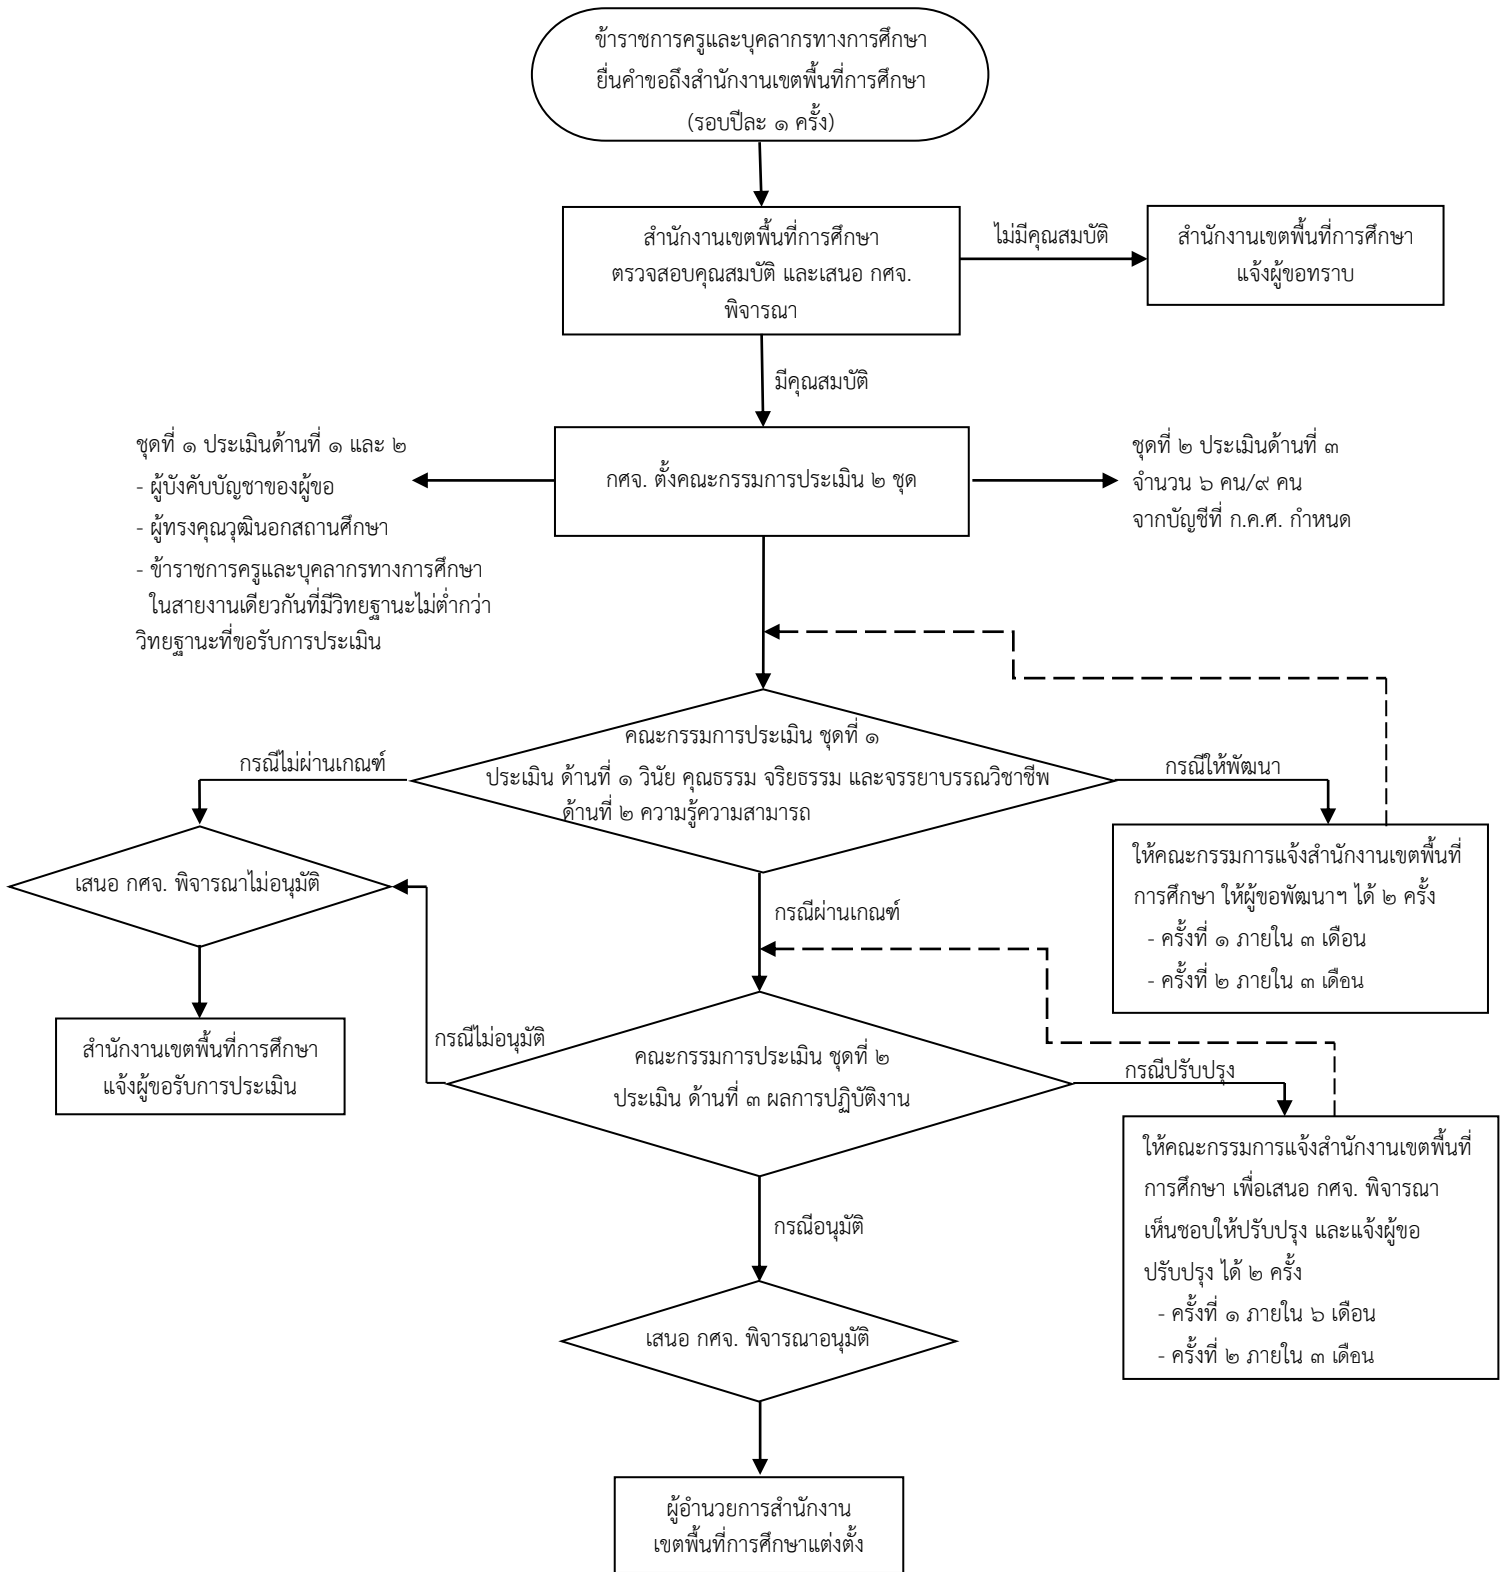 ข้าราชการครูและบุคลากรทางการศึกษา
ยื่นคำขอถึงสำนักงานเขตพื้นที่การศึกษา
(รอบปีละ ๑ ครั้ง)
สำนักงานเขตพื้นที่การศึกษา
ตรวจสอบคุณสมบัติ และเสนอ กศจ.
พิจารณา
ไม่มีคุณสมบัติ
สำนักงานเขตพื้นที่การศึกษา
แจ้งผู้ขอทราบ
มีคุณสมบัติ
ชุดที่ ๑ ประเมินด้านที่ ๑ และ ๒
- ผู้บังคับบัญชาของผู้ขอ
- ผู้ทรงคุณวุฒินอกสถานศึกษา
- ข้าราชการครูและบุคลากรทางการศึกษา
ในสายงานเดียวกันที่มีวิทยฐานะไม่ต่ำกว่า
วิทยฐานะที่ขอรับการประเมิน
กศจ. ตั้งคณะกรรมการประเมิน ๒ ชุด
ชุดที่ ๒ ประเมินด้านที่ ๓
จำนวน ๖ คน/๙ คน
จากบัญชีที่ ก.ค.ศ. กำหนด
คณะกรรมการประเมิน ชุดที่ ๑
ประเมิน ด้านที่ ๑ วินัย คุณธรรม จริยธรรม และจรรยาบรรณวิชาชีพ
ด้านที่ ๒ ความรู้ความสามารถ
กรณีไม่ผ่านเกณฑ์
กรณีให้พัฒนา
เสนอ กศจ. พิจารณาไม่อนุมัติ
ให้คณะกรรมการแจ้งสำนักงานเขตพื้นที่
การศึกษา ให้ผู้ขอพัฒนาฯ ได้ ๒ ครั้ง
- ครั้งที่ ๑ ภายใน ๓ เดือน
- ครั้งที่ ๒ ภายใน ๓ เดือน
กรณีผ่านเกณฑ์
สำนักงานเขตพื้นที่การศึกษา
แจ้งผู้ขอรับการประเมิน
กรณีไม่อนุมัติ
คณะกรรมการประเมิน ชุดที่ ๒
ประเมิน ด้านที่ ๓ ผลการปฏิบัติงาน
กรณีปรับปรุง
ให้คณะกรรมการแจ้งสำนักงานเขตพื้นที่
การศึกษา เพื่อเสนอ กศจ. พิจารณา
เห็นชอบให้ปรับปรุง และแจ้งผู้ขอ
ปรับปรุง ได้ ๒ ครั้ง
- ครั้งที่ ๑ ภายใน ๖ เดือน
- ครั้งที่ ๒ ภายใน ๓ เดือน
กรณีอนุมัติ
เสนอ กศจ. พิจารณาอนุมัติ
ผู้อำนวยการสำนักงาน
เขตพื้นที่การศึกษาแต่งตั้ง